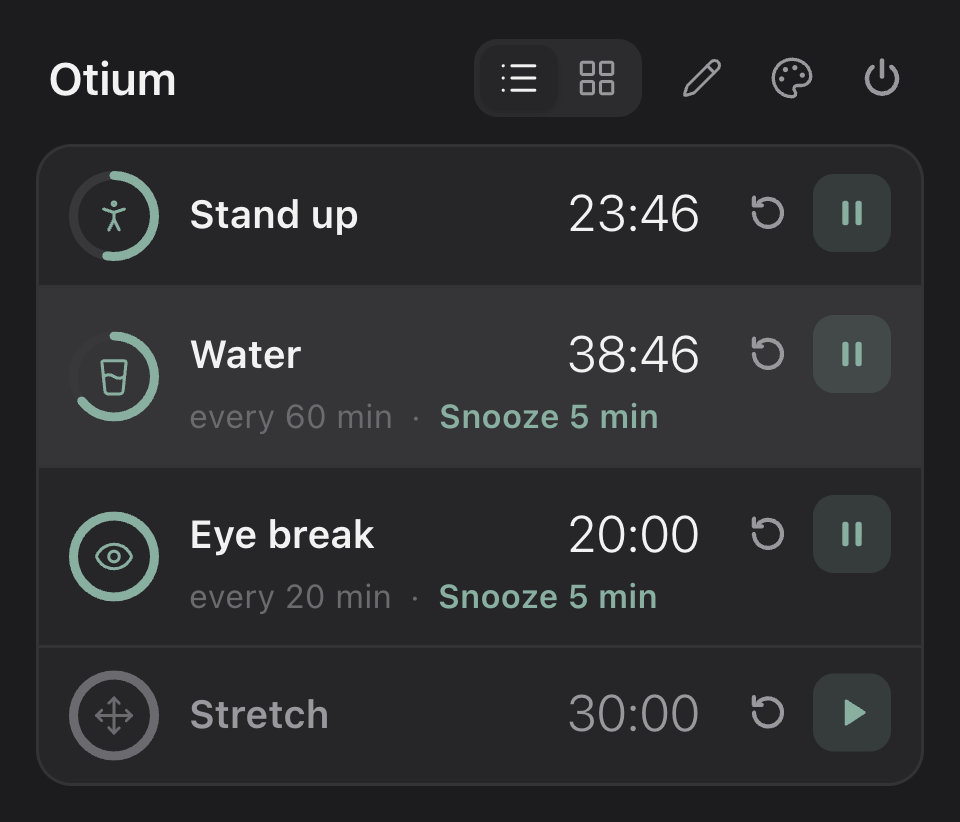 Otium
Stand up 23:46
Water 38:46
every 60 min · Snooze 5 min
Eye break 20:00
every 20 min · Snooze 5 min
Stretch 30:00